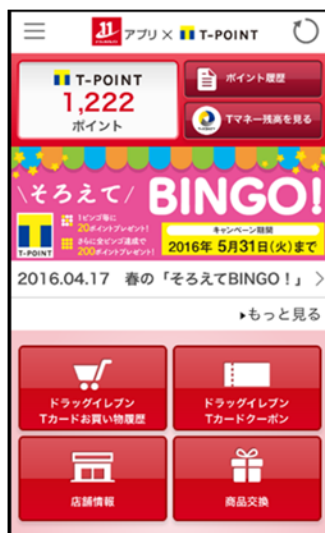 11 アプリ × T-POINT
T-POINT
1,222
ポイント
ポイント履歴
Tマネー残高を見る
\そろえて/ BINGO!
T-POINT
1ビンゴ毎に
20ポイントプレゼント!
さらに全ビンゴ達成で
200ポイントプレゼント!
キャンペーン期間
2016年 5月31日(火)まで
2016.04.17 春の「そろえてBINGO!」 >
▶もっと見る
ドラッグイレブン
Tカードお買い物履歴
ドラッグイレブン
Tカードクーポン
店舗情報
商品交換